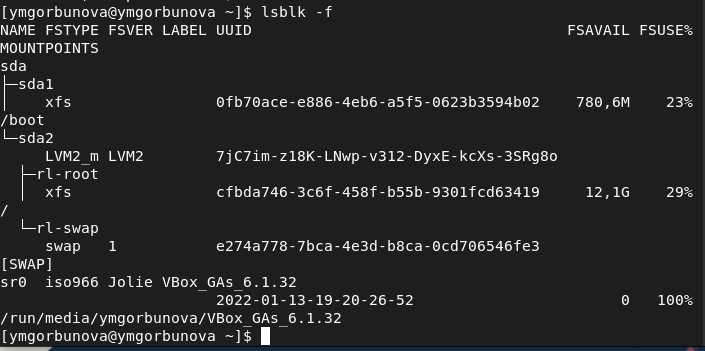 [ymgorbunova@ymgorbunova ~]$ lsblk -f
NAME FSTYPE FSVER LABEL UUID                                   FSAVAIL FSUSE%
MOUNTPOINTS
sda
├─sda1
│    xfs                0fb70ace-e886-4eb6-a5f5-0623b3594b02    780,6M    23%
/boot
└─sda2
     LVM2_m LVM2        7jC7im-z18K-LNwp-v312-DyxE-kcXs-3SRg8o
  ├─rl-root
  │  xfs                cfbda746-3c6f-458f-b55b-9301fcd63419     12,1G    29%
/
  └─rl-swap
     swap   1           e274a778-7bca-4e3d-b8ca-0cd706546fe3
[SWAP]
sr0  iso966 Jolie VBox_GAs_6.1.32
                        2022-01-13-19-20-26-52                       0   100%
/run/media/ymgorbunova/VBox_GAs_6.1.32
[ymgorbunova@ymgorbunova ~]$